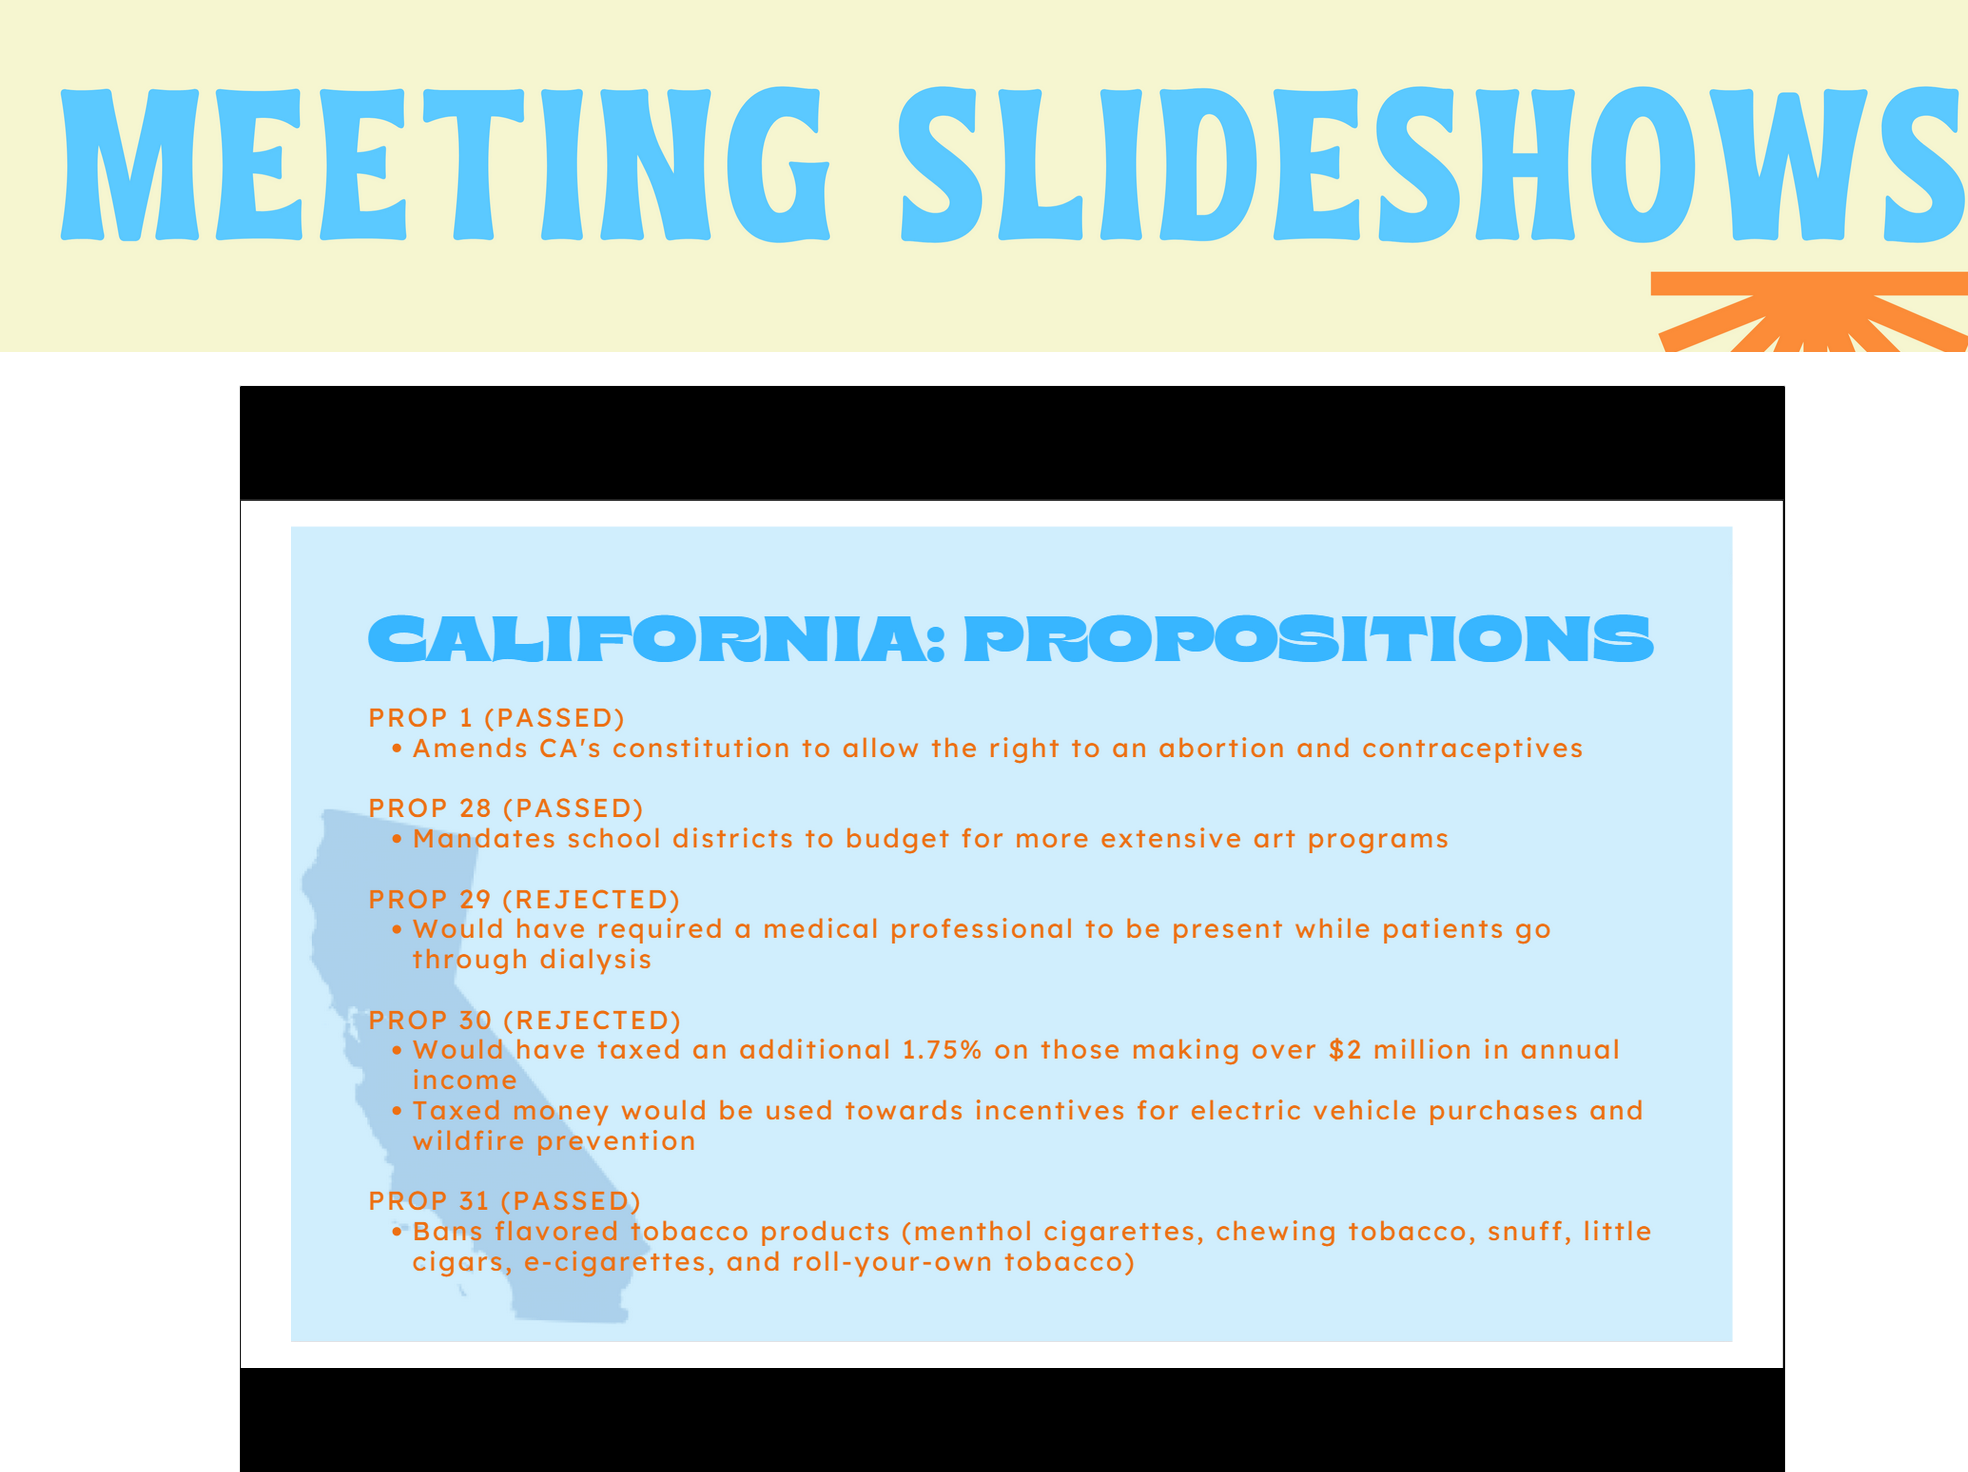 MEETING SLIDESHOWS
CALIFORNIA: PROPOSITIONS
PROP 1 (PASSED)
• Amends CA's constitution to allow the right to an abortion and contraceptives
PROP 28 (PASSED)
• Mandates school districts to budget for more extensive art programs
PROP 29 (REJECTED)
• Would have required a medical professional to be present while patients go
through dialysis
PROP 30 (REJECTED)
• Would have taxed an additional 1.75% on those making over $2 million in annual
income
• Taxed money would be used towards incentives for electric vehicle purchases and
wildfire prevention
PROP 31 (PASSED)
• Bans flavored tobacco products (menthol cigarettes, chewing tobacco, snuff, little
cigars, e-cigarettes, and roll-your-own tobacco)